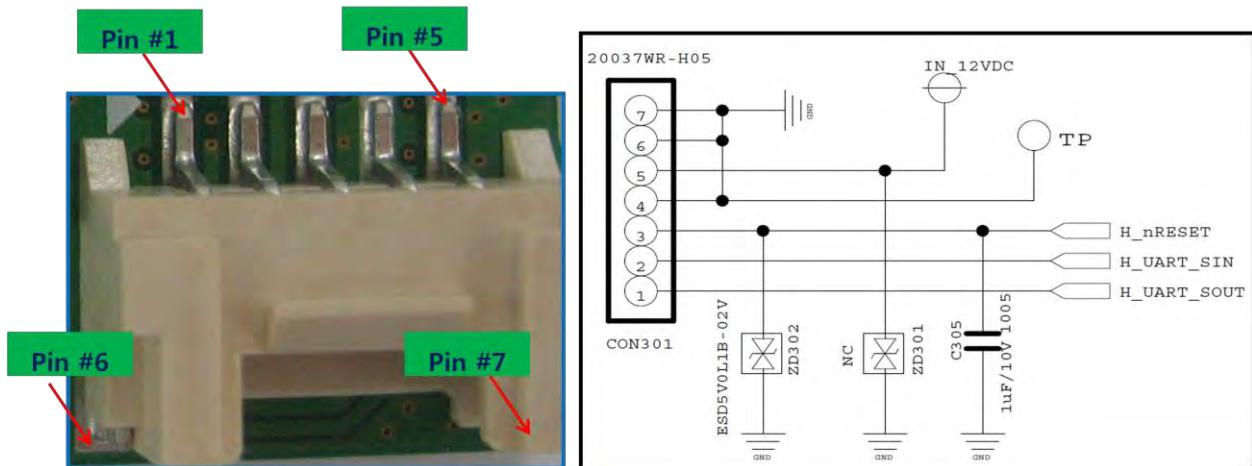 Pin #1
Pin #5
Pin #6
Pin #7
20037WR-H05
IN_12VDC
7
GND
6
TP
5
4
3
H_nRESET
2
H_UART_SIN
1
H_UART_SOUT
CON301
ESD5V0L1B-02V
ZD302
NC
ZD301
C305
1uF/10V 1005
GND
GND
GND